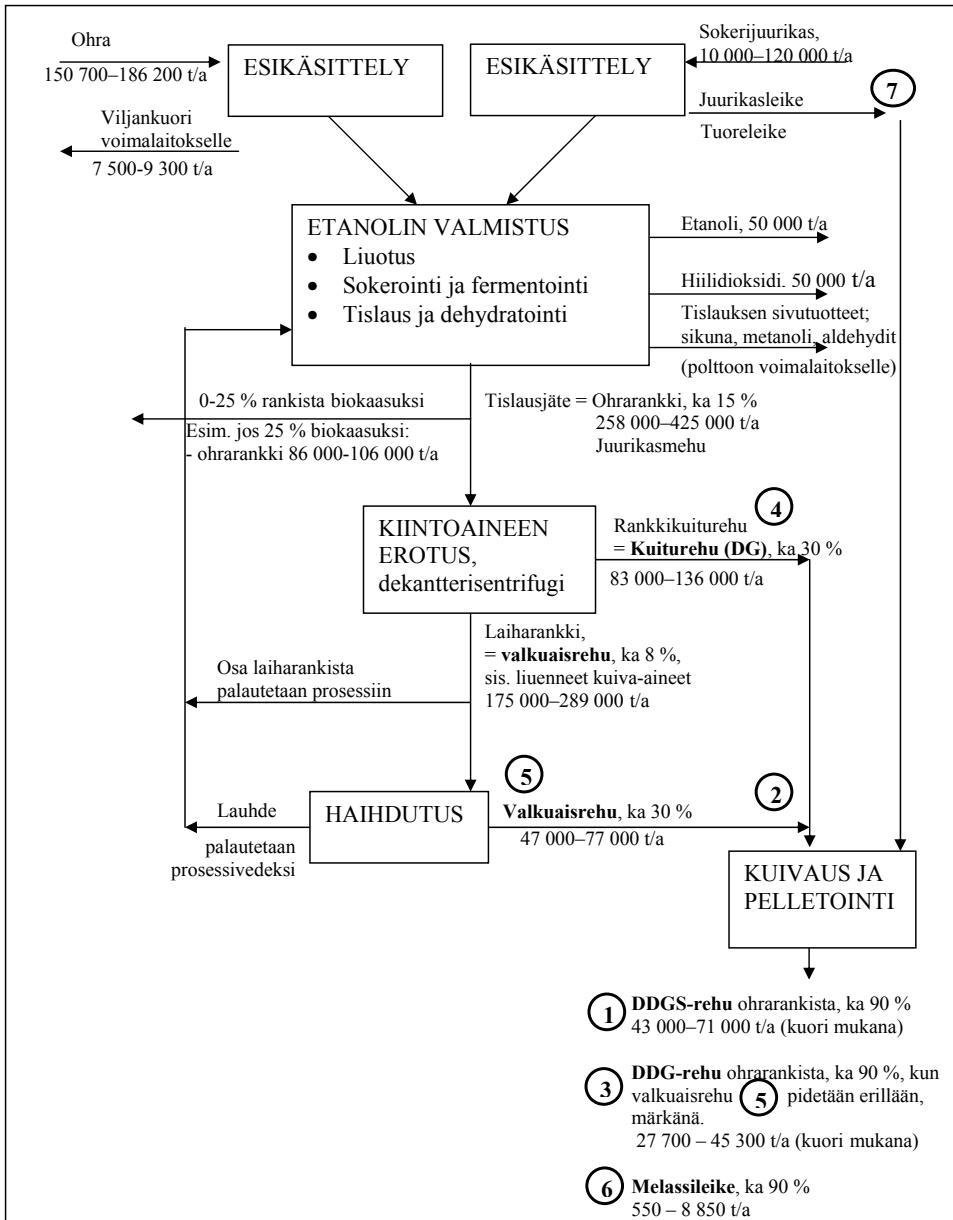 Ohra
150 700–186 200 t/a
ESIKÄSITTELY
ESIKÄSITTELY
Sokerijuurikas,
10 000–120 000 t/a
Viljankuori
voimalaitokselle
7 500-9 300 t/a
Juurikasleike
7
Tuoreleike
ETANOLIN VALMISTUS
• Liuotus
• Sokerointi ja fermentointi
• Tislaus ja dehydratointi
Etanoli, 50 000 t/a
Hiilidioksidi. 50 000 t/a
Tislauksen sivutuotteet;
sikuna, metanoli, aldehydit
(polttoon voimalaitokselle)
0-25 % rankista biokaasuksi
Esim. jos 25 % biokaasuksi:
- ohrarankki 86 000-106 000 t/a
Tislausjäte = Ohrarankki, ka 15 %
258 000–425 000 t/a
Juurikasmehu
KIINTOAINEEN
EROTUS,
dekantterisentrifugi
4
Rankkikuiturehu
= Kuiturehu (DG), ka 30 %
83 000–136 000 t/a
Laiharankki,
= valkuaisrehu, ka 8 %,
sis. liuenneet kuiva-aineet
175 000–289 000 t/a
Osa laiharankista
palautetaan prosessiin
HAIHDUTUS
5
Valkuaisrehu, ka 30 %
47 000–77 000 t/a
2
Lauhde
palautetaan
prosessivedeksi
KUIVAUS JA
PELLETOINTI
1 DDGS-rehu ohrarankista, ka 90 %
43 000–71 000 t/a (kuori mukana)
3 DDG-rehu ohrarankista, ka 90 %, kun
valkuaisrehu 5 pidetään erillään,
märkänä.
27 700 – 45 300 t/a (kuori mukana)
6 Melassileike, ka 90 %
550 – 8 850 t/a